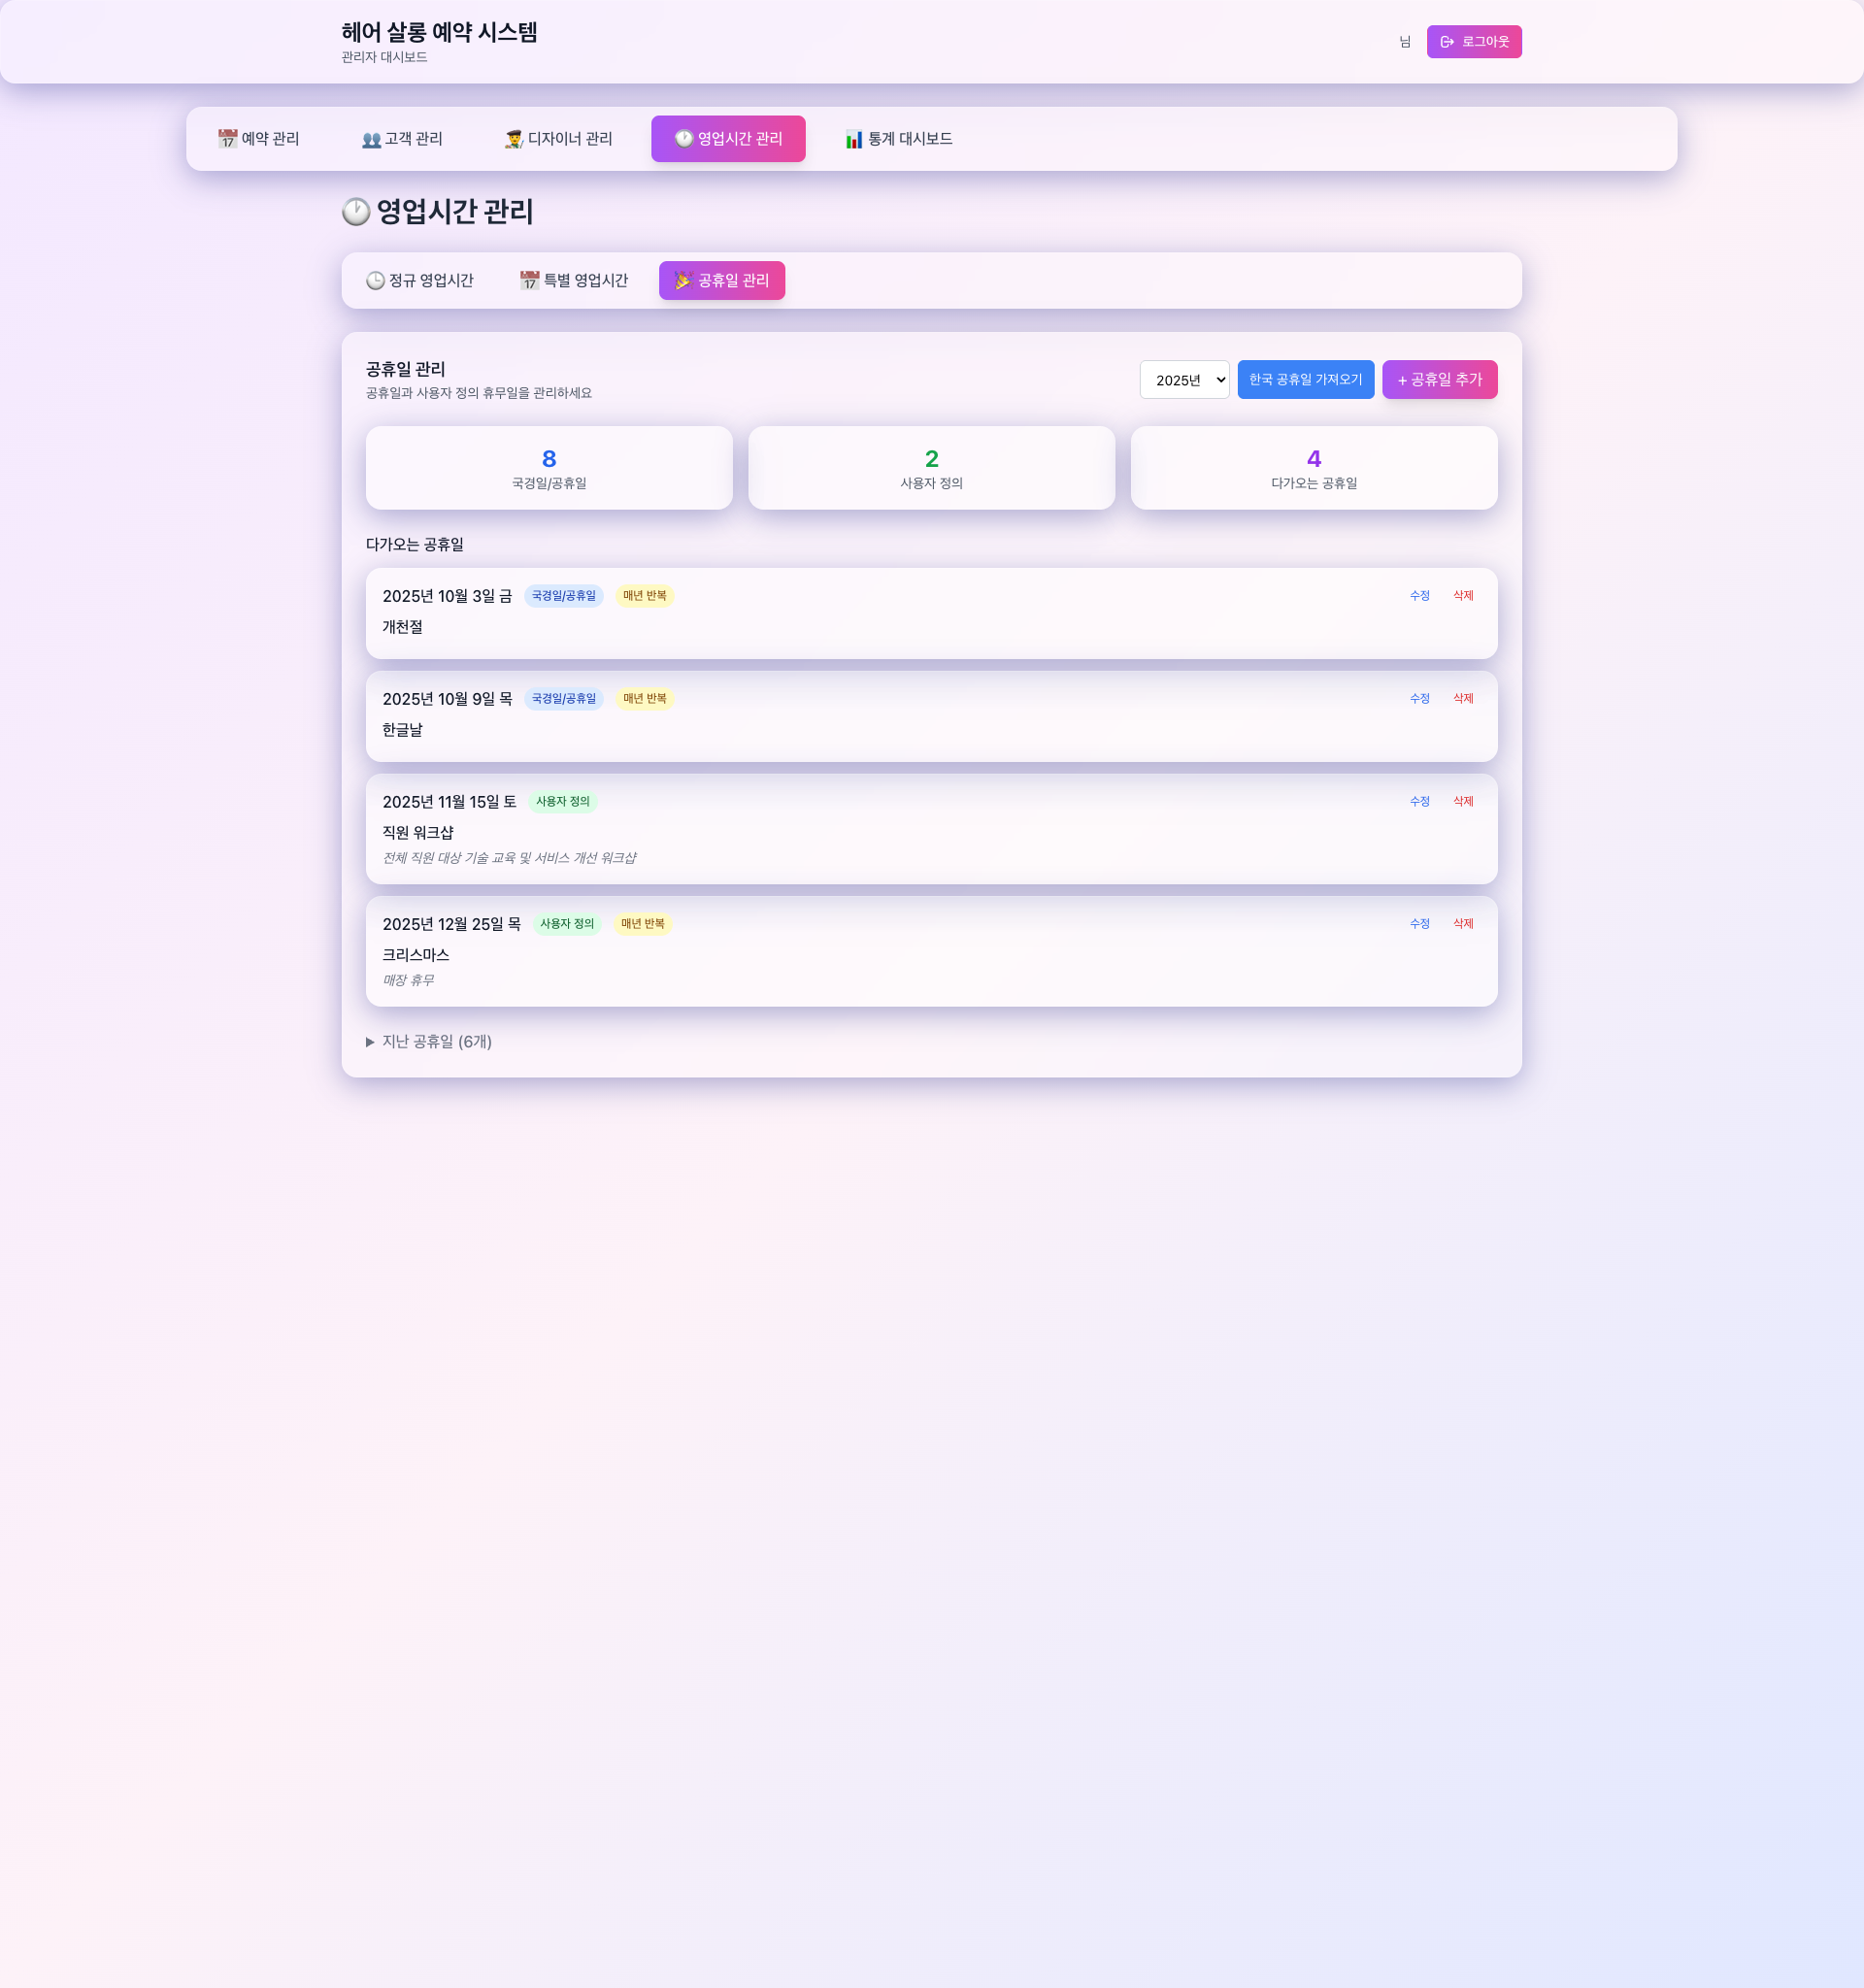 헤어 살롱 예약 시스템
관리자 대시보드
님
로그아웃
예약 관리
고객 관리
디자이너 관리
영업시간 관리
통계 대시보드
영업시간 관리
정규 영업시간
특별 영업시간
공휴일 관리
공휴일 관리
공휴일과 사용자 정의 휴무일을 관리하세요
2025년
한국 공휴일 가져오기
+ 공휴일 추가
8
국경일/공휴일
2
사용자 정의
4
다가오는 공휴일
다가오는 공휴일
2025년 10월 3일 금 국경일/공휴일 매년 반복 수정 삭제
개천절
2025년 10월 9일 목 국경일/공휴일 매년 반복 수정 삭제
한글날
2025년 11월 15일 토 사용자 정의 수정 삭제
직원 워크샵
전체 직원 대상 기술 교육 및 서비스 개선 워크샵
2025년 12월 25일 목 사용자 정의 매년 반복 수정 삭제
크리스마스
매장 휴무
지난 공휴일 (6개)